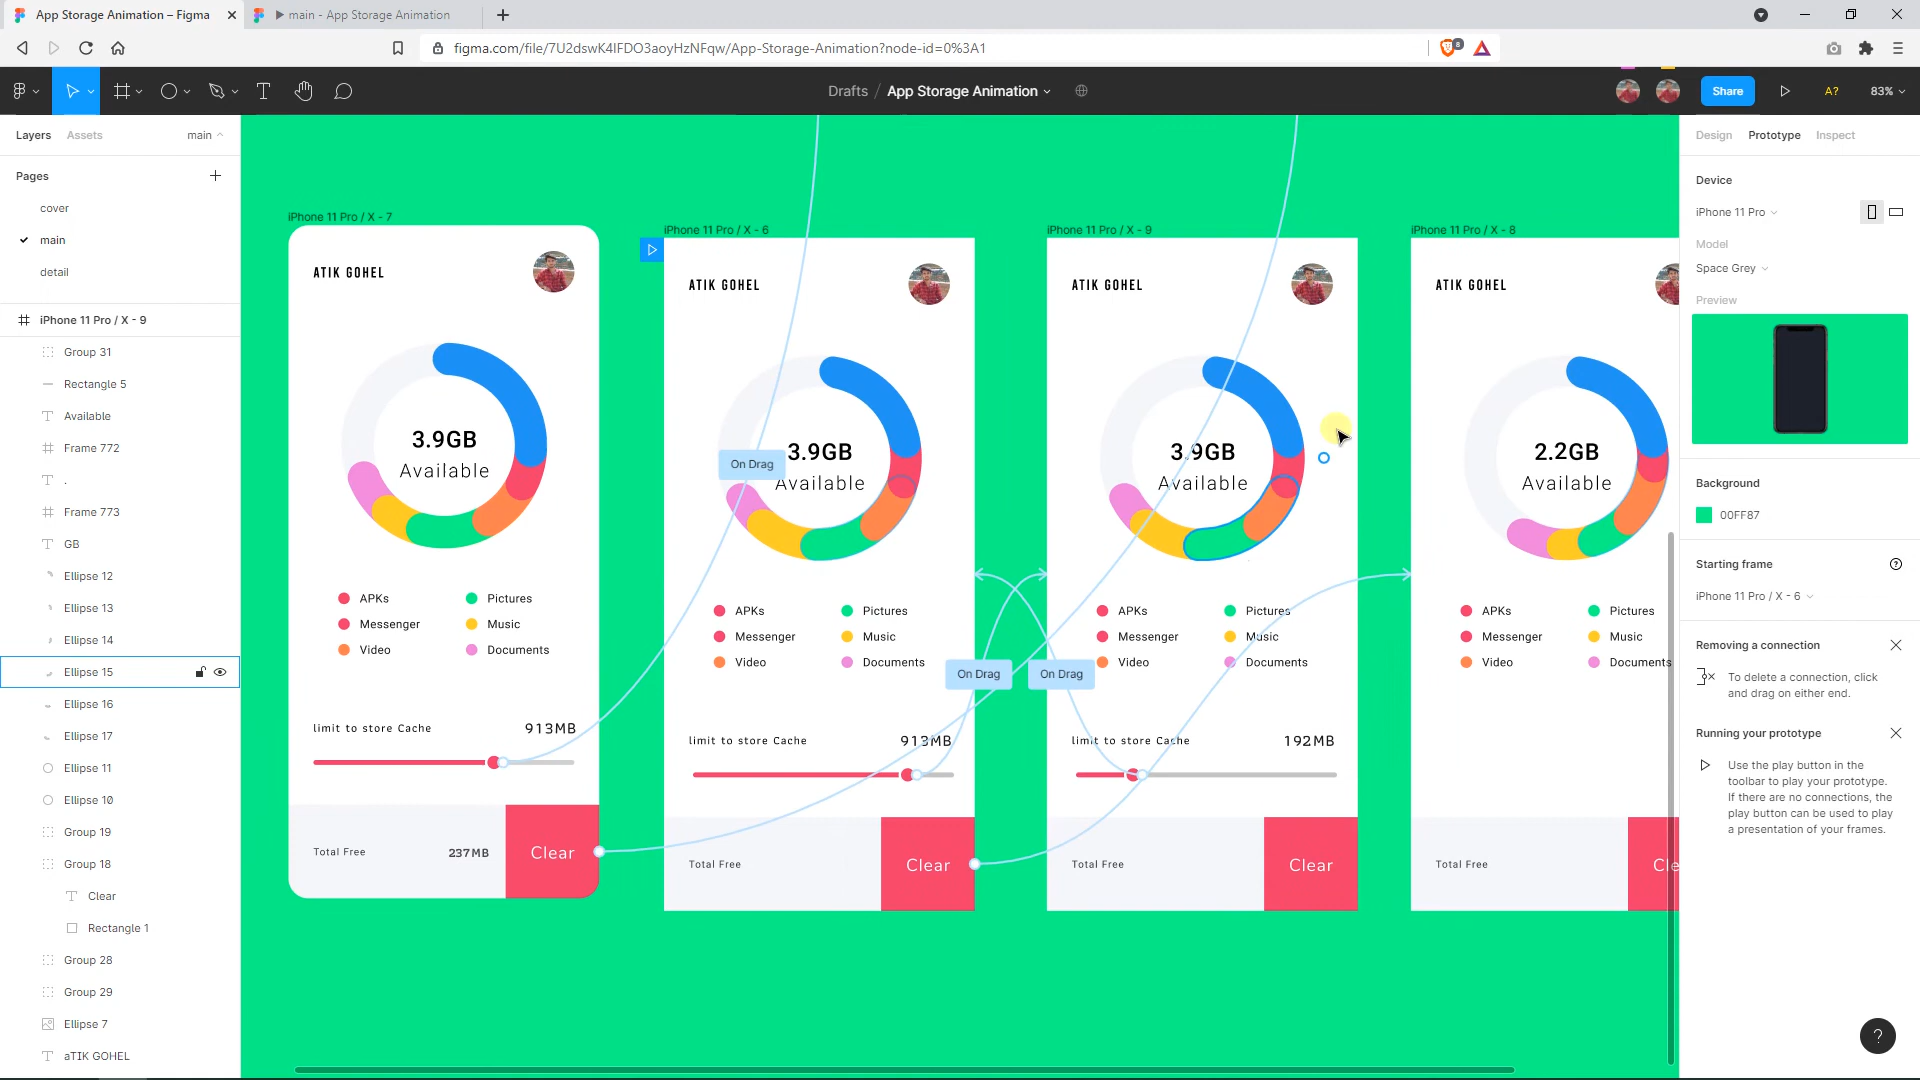 App Storage Animation – Figma
main - App Storage Animation
figma.com/file/7U2dswK4IFDO3aoyHzNFqw/App-Storage-Animation?node-id=0%3A1
8
Drafts / App Storage Animation
Share
A?
83%
Layers
Assets
main
Pages
cover
main
detail
iPhone 11 Pro / X - 9
Group 31
Rectangle 5
Available
Frame 772
.
Frame 773
GB
Ellipse 12
Ellipse 13
Ellipse 14
Ellipse 15
Ellipse 16
Ellipse 17
Ellipse 11
Ellipse 10
Group 19
Group 18
Clear
Rectangle 1
Group 28
Group 29
Ellipse 7
aTIK GOHEL
iPhone 11 Pro / X - 7
ATIK GOHEL
3.9GB
Available
APKs
Pictures
Messenger
Music
Video
Documents
limit to store Cache
913MB
Total Free
237MB
Clear
iPhone 11 Pro / X - 6
ATIK GOHEL
3.9GB
Available
On Drag
APKs
Pictures
Messenger
Music
Video
Documents
On Drag
limit to store Cache
913MB
Total Free
Clear
iPhone 11 Pro / X - 9
ATIK GOHEL
3.9GB
Available
APKs
Pictures
Messenger
Music
Video
Documents
On Drag
limit to store Cache
192MB
Total Free
Clear
iPhone 11 Pro / X - 8
ATIK GOHEL
2.2GB
Available
APKs
Pictures
Messenger
Music
Video
Documents
limit to store Cache
Total Free
Cle
Design
Prototype
Inspect
Device
iPhone 11 Pro
Model
Space Grey
Preview
Background
00FF87
Starting frame
iPhone 11 Pro / X - 6
Removing a connection
To delete a connection, click
and drag on either end.
Running your prototype
Use the play button in the
toolbar to play your prototype.
If there are no connections, the
play button can be used to play
a presentation of your frames.
?